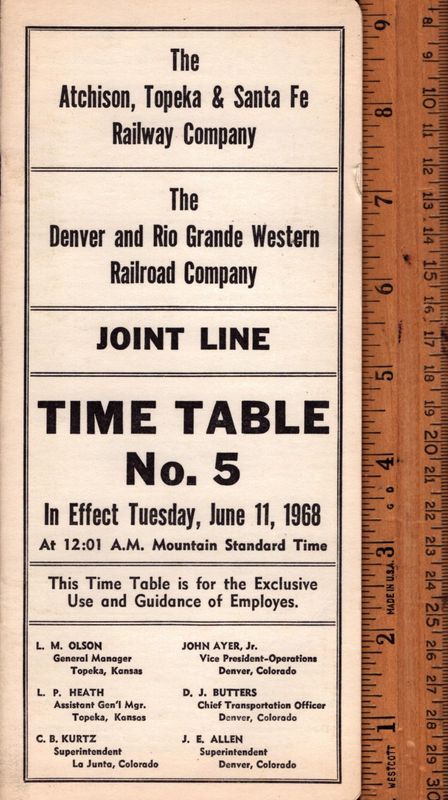 The
Atchison, Topeka & Santa Fe
Railway Company
The
Denver and Rio Grande Western
Railroad Company
JOINT LINE
TIME TABLE
No. 5
In Effect Tuesday, June 11, 1968
At 12:01 A.M. Mountain Standard Time
This Time Table is for the Exclusive
Use and Guidance of Employes.
L. M. OLSON
General Manager
Topeka, Kansas
JOHN AYER, Jr.
Vice President-Operations
Denver, Colorado
L. P. HEATH
Assistant Gen'l Mgr.
Topeka, Kansas
D. J. BUTTERS
Chief Transportation Officer
Denver, Colorado
C. B. KURTZ
Superintendent
La Junta, Colorado
J. E. ALLEN
Superintendent
Denver, Colorado
9
8
7
6
5
4
3
2
1
G D
MADE IN U.S.A.
WESTCOTT
8
9
10
11
12
13
14
15
16
17
18
19
20
21
22
23
24
25
26
27
28
29
30